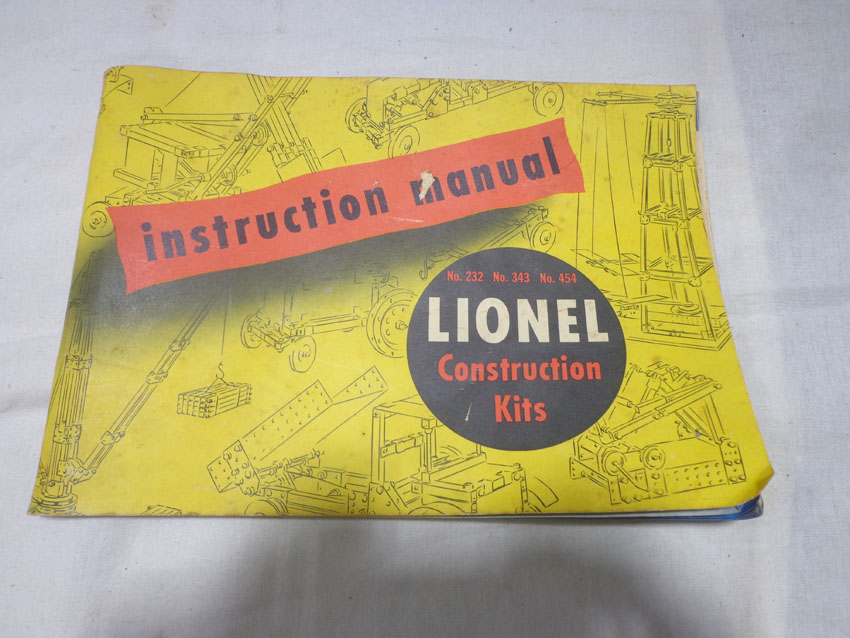 instruction manual
No. 232 No. 343 No. 454
LIONEL
Construction
Kits